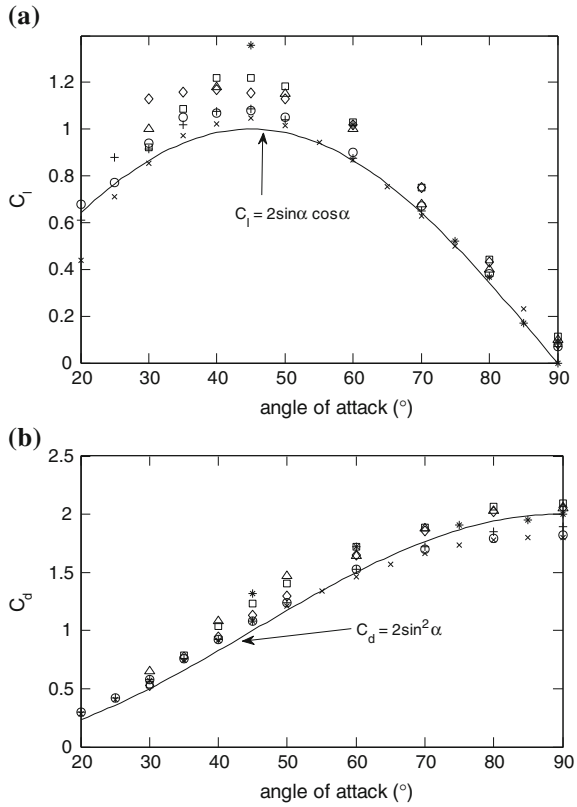 (a)
1.2
1
0.8
0.6
0.4
0.2
0
C_l
C_l = 2sinα cosα
20 30 40 50 60 70 80 90
angle of attack (°)
(b)
2.5
2
1.5
1
0.5
0
C_d
C_d = 2sin²α
20 30 40 50 60 70 80 90
angle of attack (°)